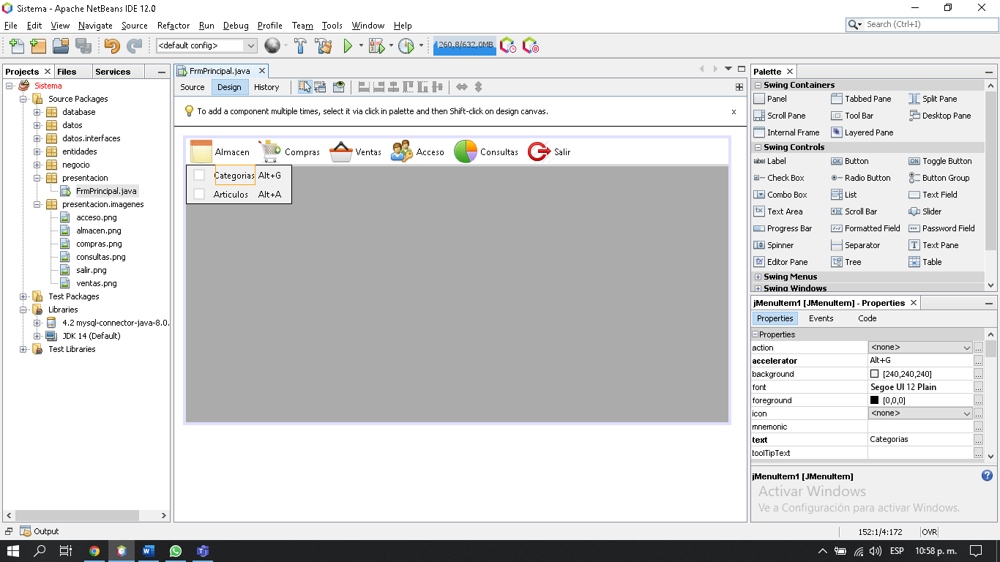 Sistema - Apache NetBeans IDE 12.0
File Edit View Navigate Source Refactor Run Debug Profile Team Tools Window Help
Search (Ctrl+I)
<default config>
260,8/632,0MB
Projects Files Services
Sistema
Source Packages
database
datos
datos.interfaces
entidades
negocio
presentacion
FrmPrincipal.java
presentacion.imagenes
acceso.png
almacen.png
compras.png
consultas.png
salir.png
ventas.png
Test Packages
Libraries
4.2 mysql-connector-java-8.0.
JDK 14 (Default)
Test Libraries
FrmPrincipal.java
Source Design History
To add a component multiple times, select it via click in palette and then Shift-click on design canvas.
x
Almacen Compras Ventas Acceso Consultas Salir
Categorias Alt+G
Articulos Alt+A
Palette
Swing Containers
Panel Tabbed Pane Split Pane
Scroll Pane Tool Bar Desktop Pane
Internal Frame Layered Pane
Swing Controls
label Label OK Button ON Toggle Button
Check Box Radio Button Button Group
Combo Box List Text Field
Text Area Scroll Bar Slider
Progress Bar Formatted Field Password Field
Spinner Separator Text Pane
Editor Pane Tree Table
Swing Menus
Swing Windows
jMenuItem1 [JMenuItem] - Properties
Properties Events Code
Properties
action <none> ...
accelerator Alt+G ...
background [240,240,240] ...
font Segoe UI 12 Plain ...
foreground [0,0,0] ...
icon <none> ...
mnemonic ...
text Categorias ...
toolTipText ...
jMenuItem1 [JMenuItem]
Activar Windows
Ve a Configuración para activar Windows.
Output
152:1/4:172 OVR
ESP 10:58 p. m.